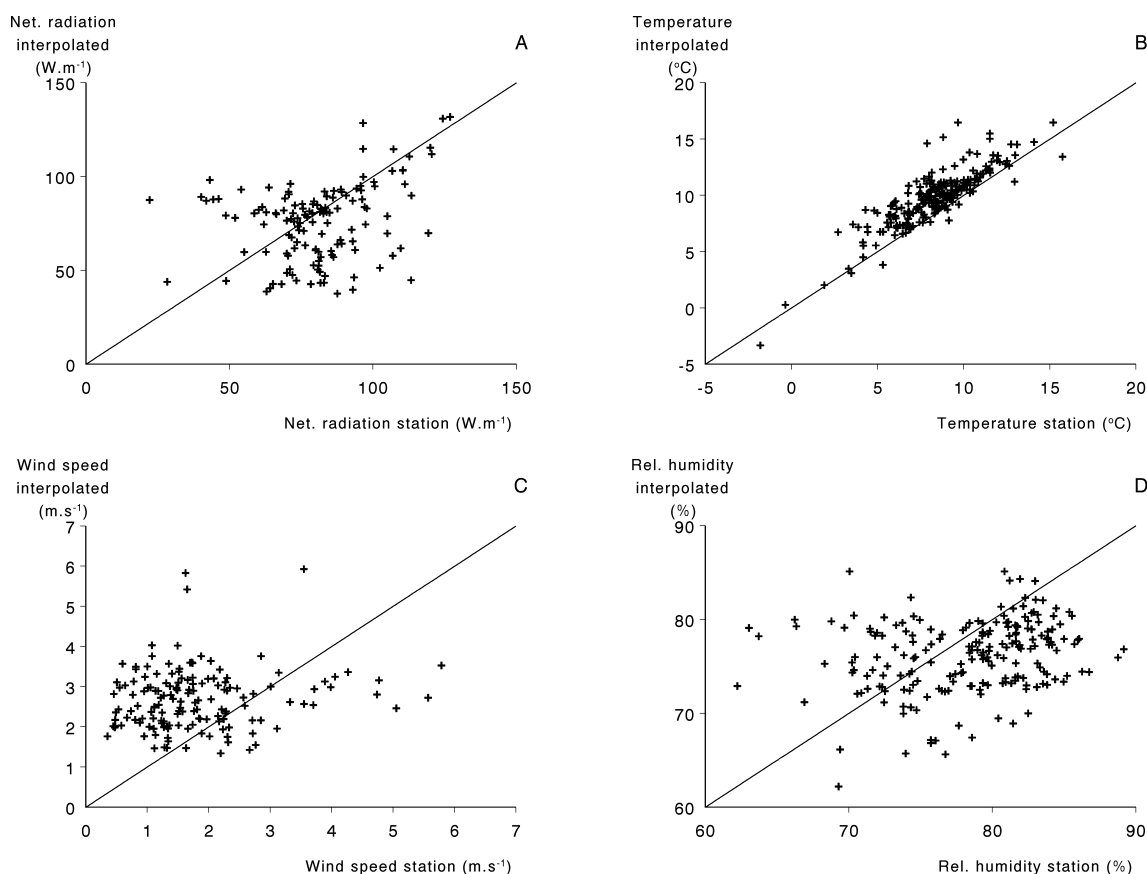 Net. radiation
interpolated
(W.m-1)
A
150
100
50
0
0 50 100 150
Net. radiation station (W.m-1)
Temperature
interpolated
(oC)
B
20
15
10
5
0
-5
-5 0 5 10 15 20
Temperature station (oC)
Wind speed
interpolated
(m.s-1)
C
7
6
5
4
3
2
1
0
0 1 2 3 4 5 6 7
Wind speed station (m.s-1)
Rel. humidity
interpolated
(%)
D
90
80
70
60
60 70 80 90
Rel. humidity station (%)